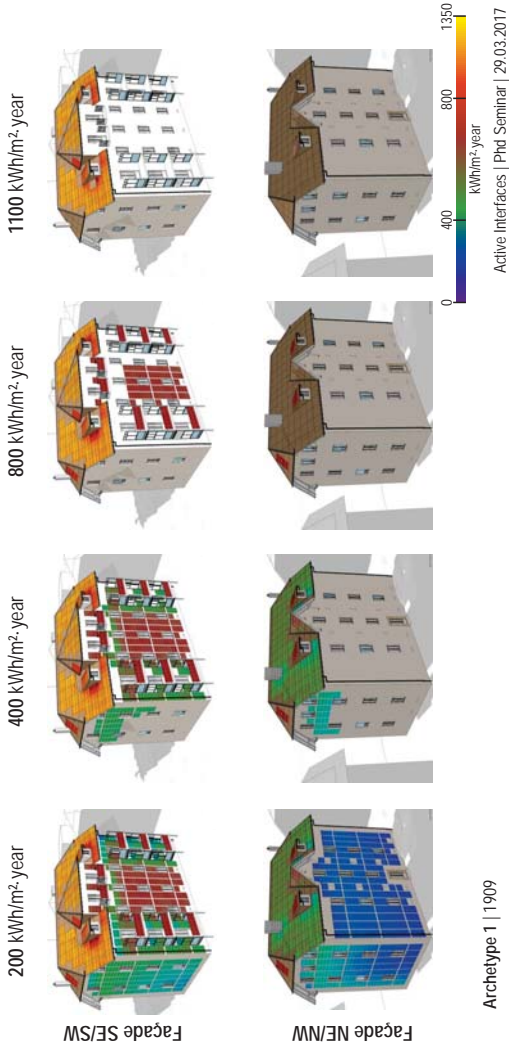 200 kWh/m²·year
400 kWh/m²·year
800 kWh/m²·year
1100 kWh/m²·year
Façade SE/SW
Façade NE/NW
0
400
800
1350
kWh/m²·year
Archetype 1 | 1909
Active Interfaces | Phd Seminar | 29.03.2017